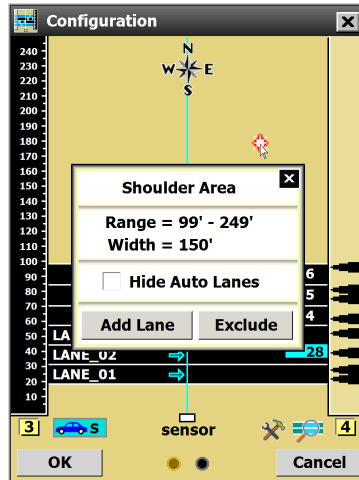 Configuration
N
W E
S
240
230
220
210
200
190
180
170
160
150
140
130
120
110
100
90
80
70
60
50
40
30
20
10
Shoulder Area
Range = 99' - 249'
Width = 150'
Hide Auto Lanes
Add Lane Exclude
6
5
4
LA
LANE_02 28
LANE_01
3 S sensor 4
OK Cancel